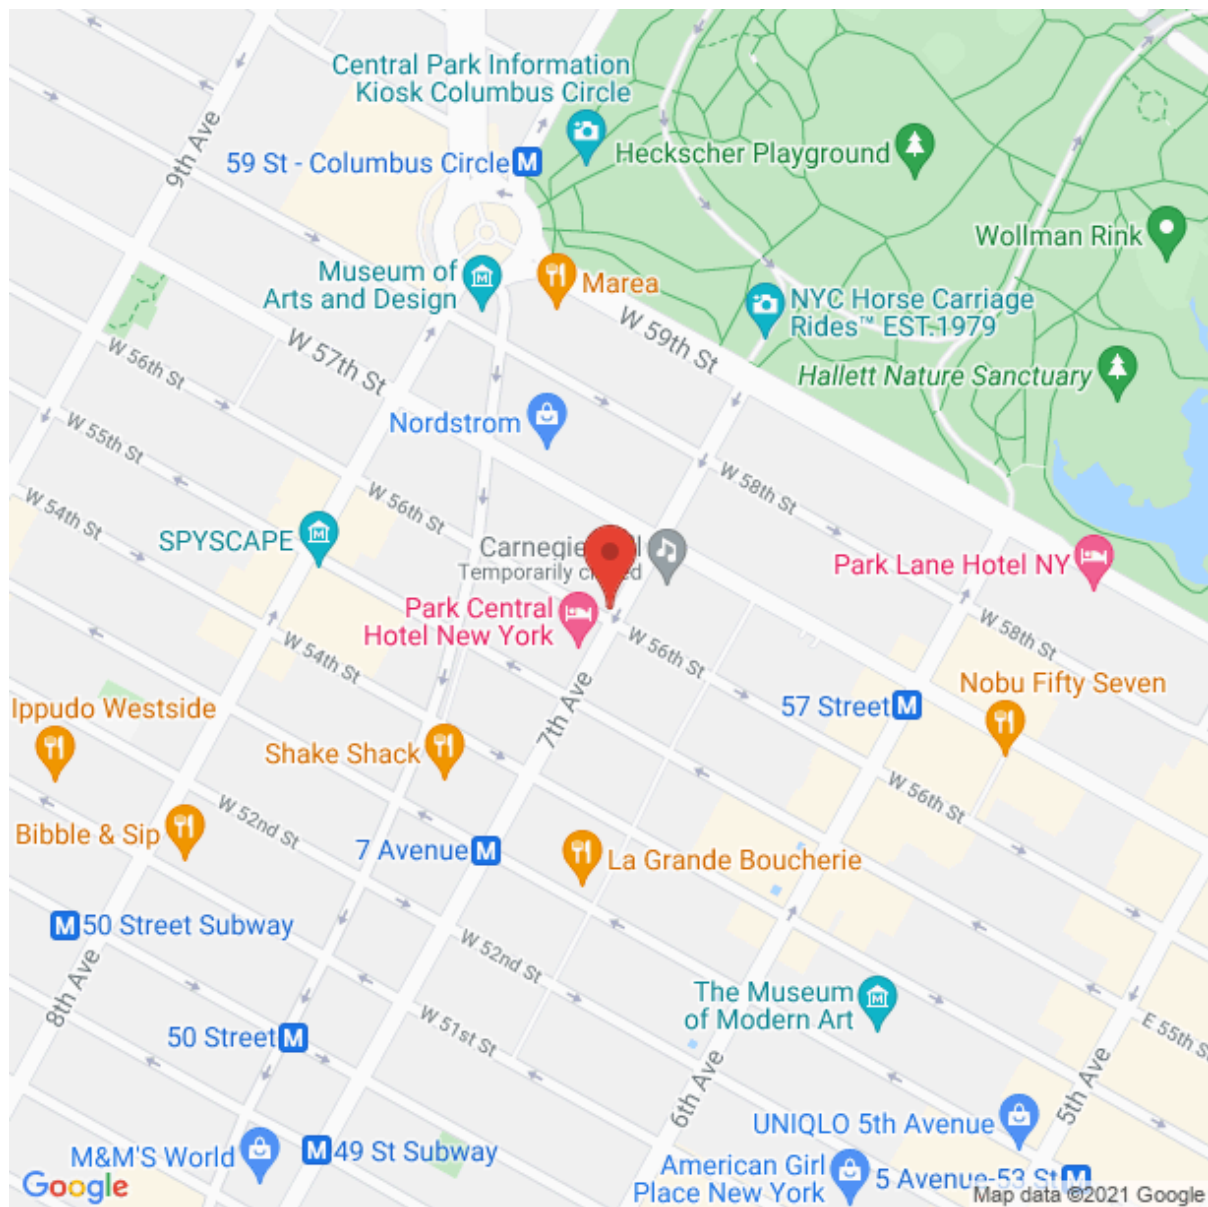 Central Park Information
Kiosk Columbus Circle
9th Ave
59 St - Columbus Circle M
Heckscher Playground
Wollman Rink
Museum of
Arts and Design
Marea
NYC Horse Carriage
Rides™ EST.1979
W 59th St
W 57th St
W 56th St
Hallett Nature Sanctuary
Nordstrom
W 55th St
W 58th St
W 56th St
W 54th St
SPYSCAPE
Temporarily
Park Lane Hotel NY
Park Central
Hotel New York
W 58th St
W 56th St
W 54th St
Nobu Fifty Seven
57 Street M
Ippudo Westside
7th Ave
Shake Shack
W 56th St
W 52nd St
Bibble & Sip
7 Avenue M
La Grande Boucherie
M 50 Street Subway
W 52nd St
8th Ave
The Museum
of Modern Art
W 51st St
E 55th St
50 Street M
6th Ave
5th Ave
UNIQLO 5th Avenue
M&M'S World
M 49 St Subway
American Girl
Place New York
5 Avenue-53 St M
Google
Map data ©2021 Google